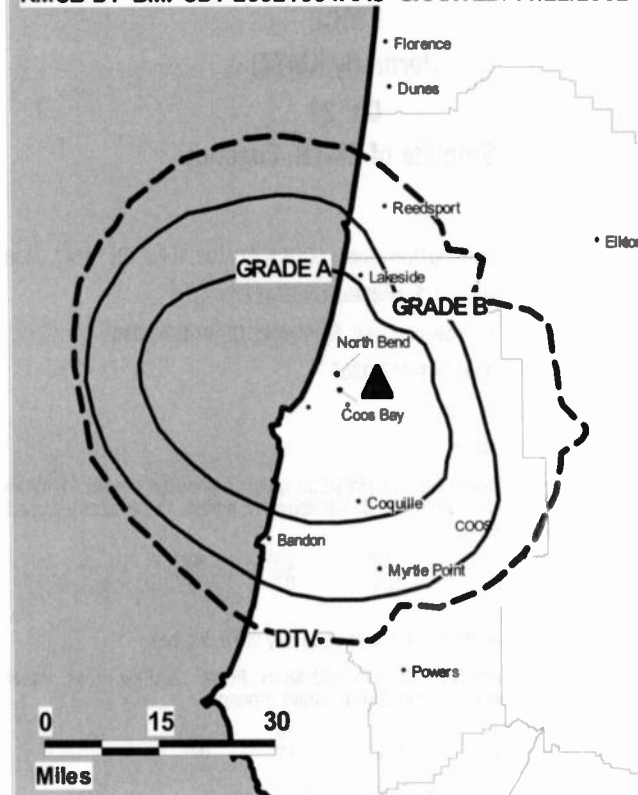 Florence
Dunes
Reedsport
Elkton
GRADE A
Lakeside
GRADE B
North Bend
Coos Bay
Coquille
COOS
Bandon
Myrtle Point
DTV
Powers
0 15 30
Miles